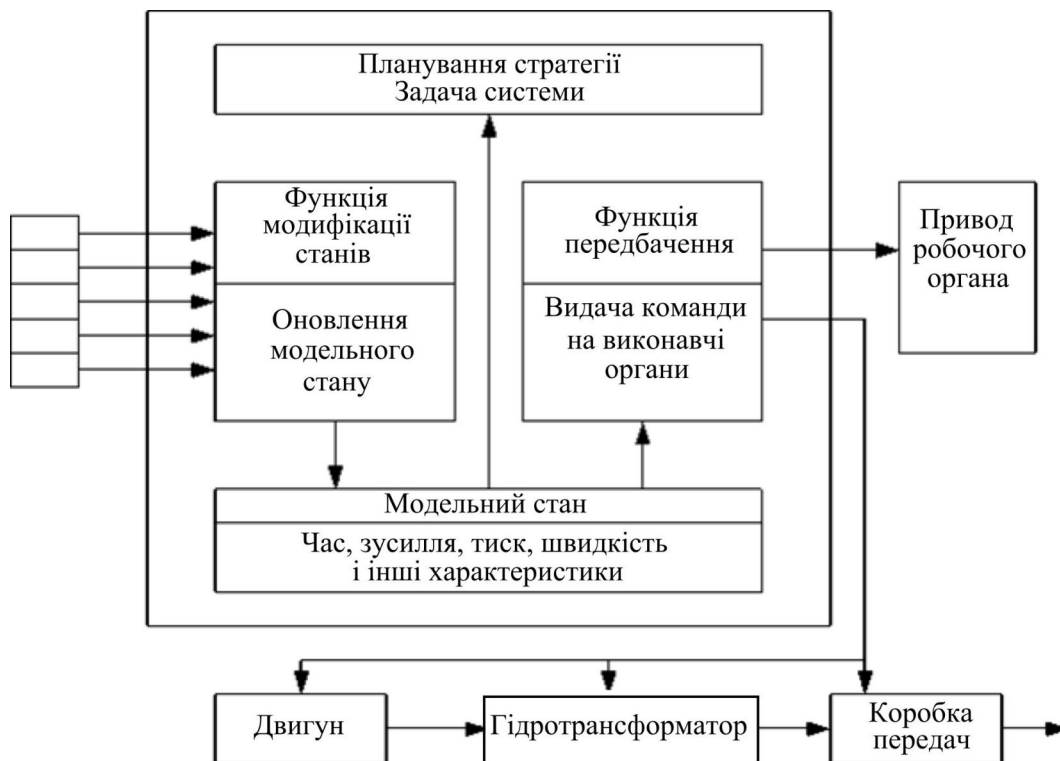 Планування стратегії
Задача системи
Функція
модифікації
станів
Оновлення
модельного
стану
Функція
передбачення
Видача команди
на виконавчі
органи
Привод
робочого
органа
Модельний стан
Час, зусилля, тиск, швидкість
і інші характеристики
Двигун
Гідротрансформатор
Коробка
передач